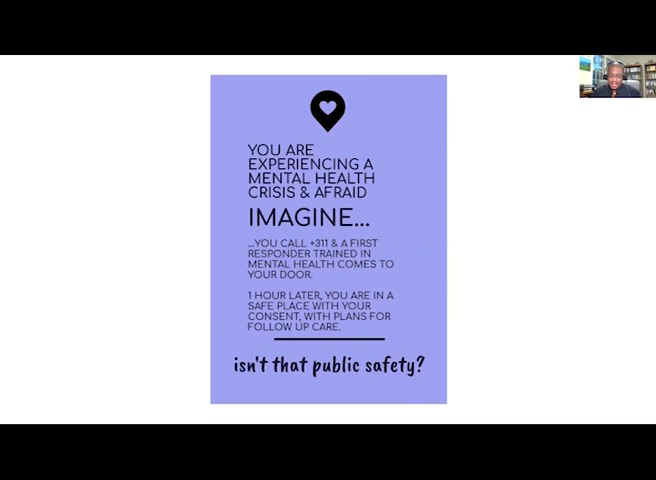 YOU ARE
EXPERIENCING A
MENTAL HEALTH
CRISIS & AFRAID
IMAGINE...
...YOU CALL +311 & A FIRST
RESPONDER TRAINED IN
MENTAL HEALTH COMES TO
YOUR DOOR.
1 HOUR LATER, YOU ARE IN A
SAFE PLACE WITH YOUR
CONSENT, WITH PLANS FOR
FOLLOW UP CARE.
isn't that public safety?